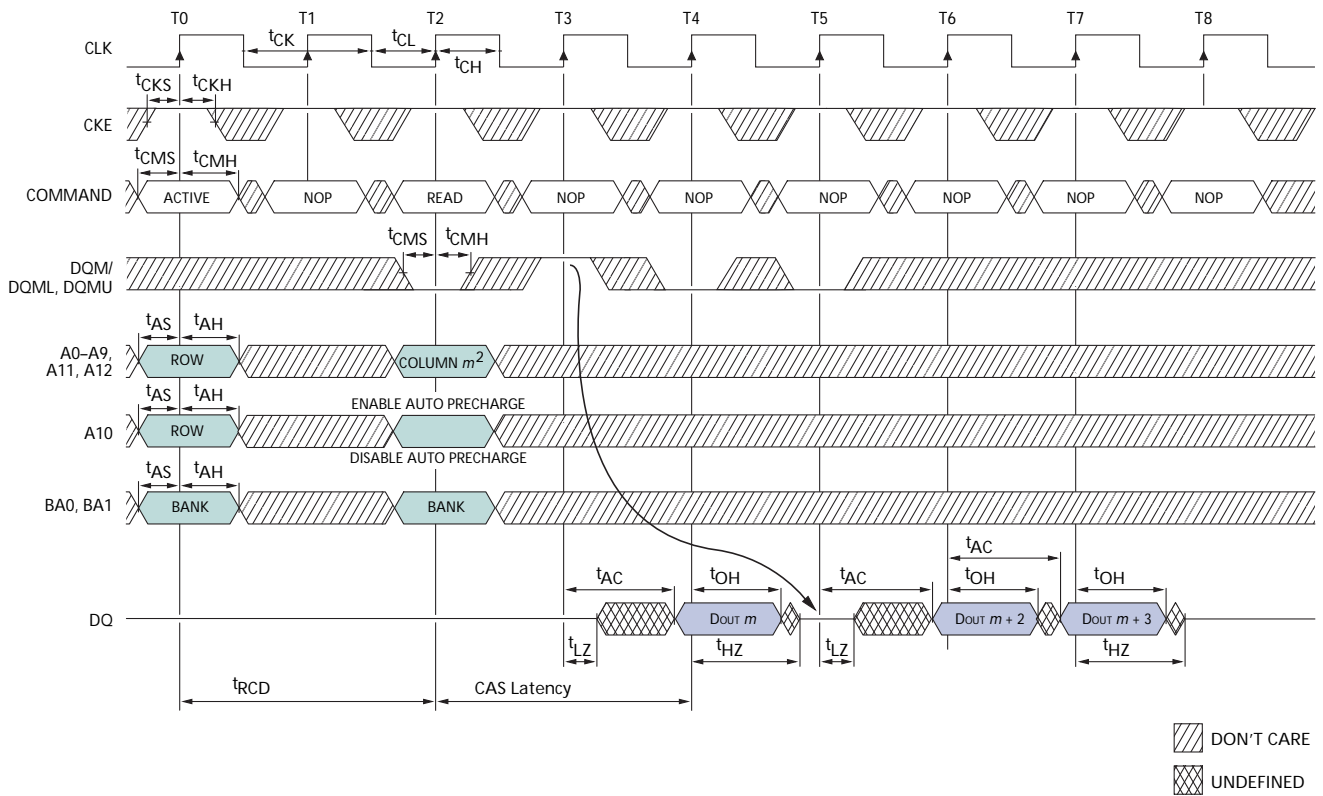 T0 T1 T2 T3 T4 T5 T6 T7 T8
CLK
tCK tCL
tCH
tCKS tCKH
CKE
tCMS tCMH
COMMAND ACTIVE NOP READ NOP NOP NOP NOP NOP NOP
tCMS tCMH
DQM/
DQML, DQMU
tAS tAH
A0–A9,
A11, A12
ROW COLUMN m2
tAS tAH ENABLE AUTO PRECHARGE
A10 ROW
DISABLE AUTO PRECHARGE
tAS tAH
BA0, BA1 BANK BANK
tAC
tAC tOH tAC tOH tOH
DQ DOUT m DOUT m + 2 DOUT m + 3
tLZ tHZ tLZ tHZ
tRCD CAS Latency
DON'T CARE
UNDEFINED